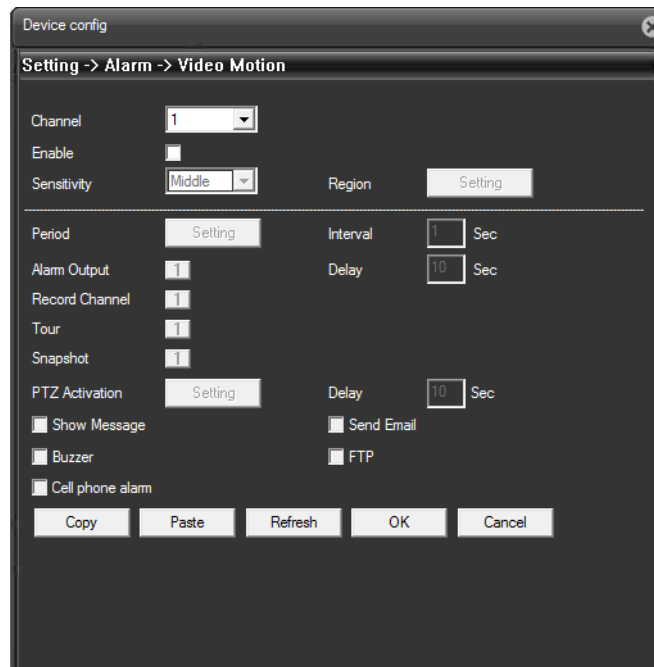 Device config
Setting -> Alarm -> Video Motion
Channel 1
Enable
Sensitivity Middle Region Setting
Period Setting Interval 1 Sec
Alarm Output 1 Delay 10 Sec
Record Channel 1
Tour 1
Snapshot 1
PTZ Activation Setting Delay 10 Sec
Show Message Send Email
Buzzer FTP
Cell phone alarm
Copy Paste Refresh OK Cancel